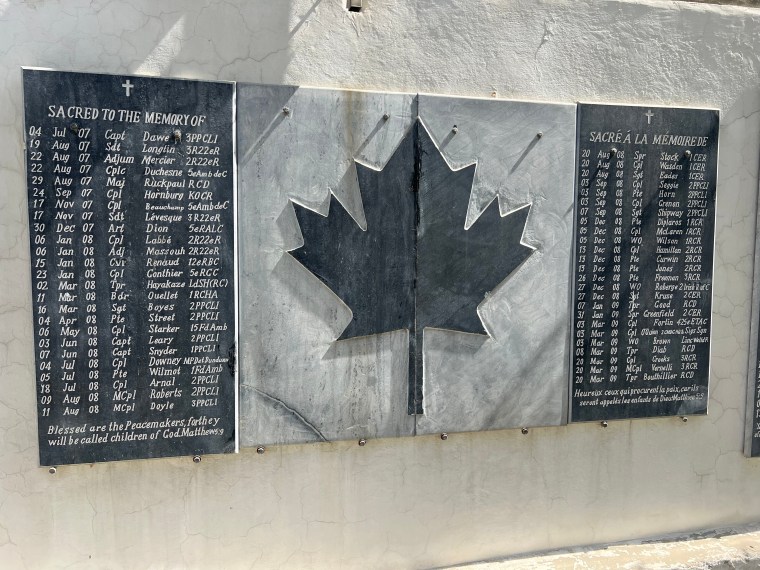 SACRED TO THE MEMORY OF
04 Jul 07 Capt Dawe 3PPCLI
19 Aug 07 Sdt Longtin 3R22eR
22 Aug 07 Adjum Mercier 2R22eR
22 Aug 07 Cplc Duchesne 5eAmbdeC
29 Aug 07 Maj Ruckpaul RCD
24 Sep 07 Cpl Hornburg KOCR
17 Nov 07 Cpl Beauchamp 5eAmbdeC
17 Nov 07 Sdt Lévesque 3R22eR
30 Dec 07 Art Dion 5eRALC
06 Jan 08 Cpl Labbé 2R22eR
06 Jan 08 Adj Massouh 2R22eR
15 Jan 08 Cvr Renaud 12eRBC
23 Jan 08 Cpl Gonthier 5eRGC
02 Mar 08 Tpr Hayakaze LdSH(RC)
11 Mar 08 Bdr Ouellet 1RCHA
16 Mar 08 Sgt Boyes 2PPCLI
04 Apr 08 Pte Street 2PPCLI
06 May 08 Cpl Starker 15FdAmb
03 Jun 08 Capt Leary 2PPCLI
07 Jun 08 Capt Snyder 1PPCLI
04 Jul 08 Cpl Downey
05 Jul 08 Pte Wilmot 1FdAmb
18 Jul 08 Cpl Arnal 2PPCLI
09 Aug 08 MCpl Roberts 2PPCLI
11 Aug 08 MCpl Doyle 3PPCLI
Blessed are the Peacemakers, for they
will be called children of God. Matthew5:9
SACRÉ À LA MÉMOIRE DE
20 Aug 08 Spr Stock 1CER
20 Aug 08 Cpl Wasden 1CER
20 Aug 08 Sgt Eades 1CER
03 Sep 08 Cpl Seggie 2PPCLI
03 Sep 08 Pte Horn 2PPCLI
03 Sep 08 Cpl Grenon 2PPCLI
07 Sep 08 Sgt Shipway 2PPCLI
05 Dec 08 Pte Diplaros 1RCR
05 Dec 08 Cpl McLaren 1RCR
05 Dec 08 WO Wilson 1RCR
13 Dec 08 Cpl Hamilton 2RCR
13 Dec 08 Pte Curwin 2RCR
13 Dec 08 Pte Jones 2RCR
26 Dec 08 Pte Freeman 3RCR
27 Dec 08 WO Roberge
27 Dec 08 Sgt Kruse 2CER
07 Jan 09 Tpr Good RCD
31 Jan 09 Spr Greenfield 2CER
03 Mar 09 Cpl Fortin 425eETAC
03 Mar 09 Cpl
03 Mar 09 WO Brown
08 Mar 09 Tpr Diab RCD
20 Mar 09 Cpl Crooks 3RCR
20 Mar 09 MCpl Vernelli 3RCR
20 Mar 09 Tpr Bouthillier RCD
Heureux ceux qui procurent la paix, car ils
seront appelés les enfants de Dieu.Matth5:9